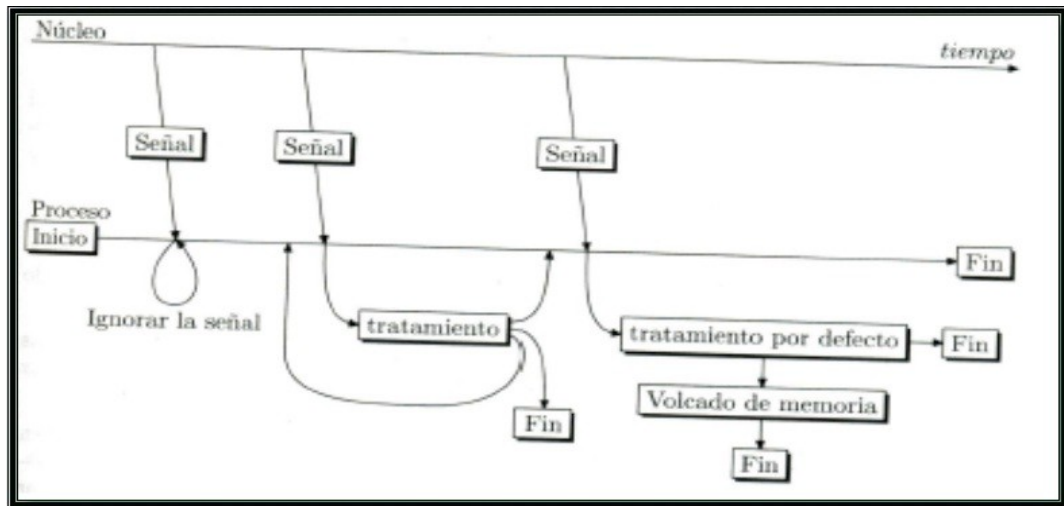 Núcleo
tiempo
Señal
Señal
Señal
Proceso
Inicio
Fin
Ignorar la señal
tratamiento
tratamiento por defecto
Fin
Volcado de memoria
Fin
Fin